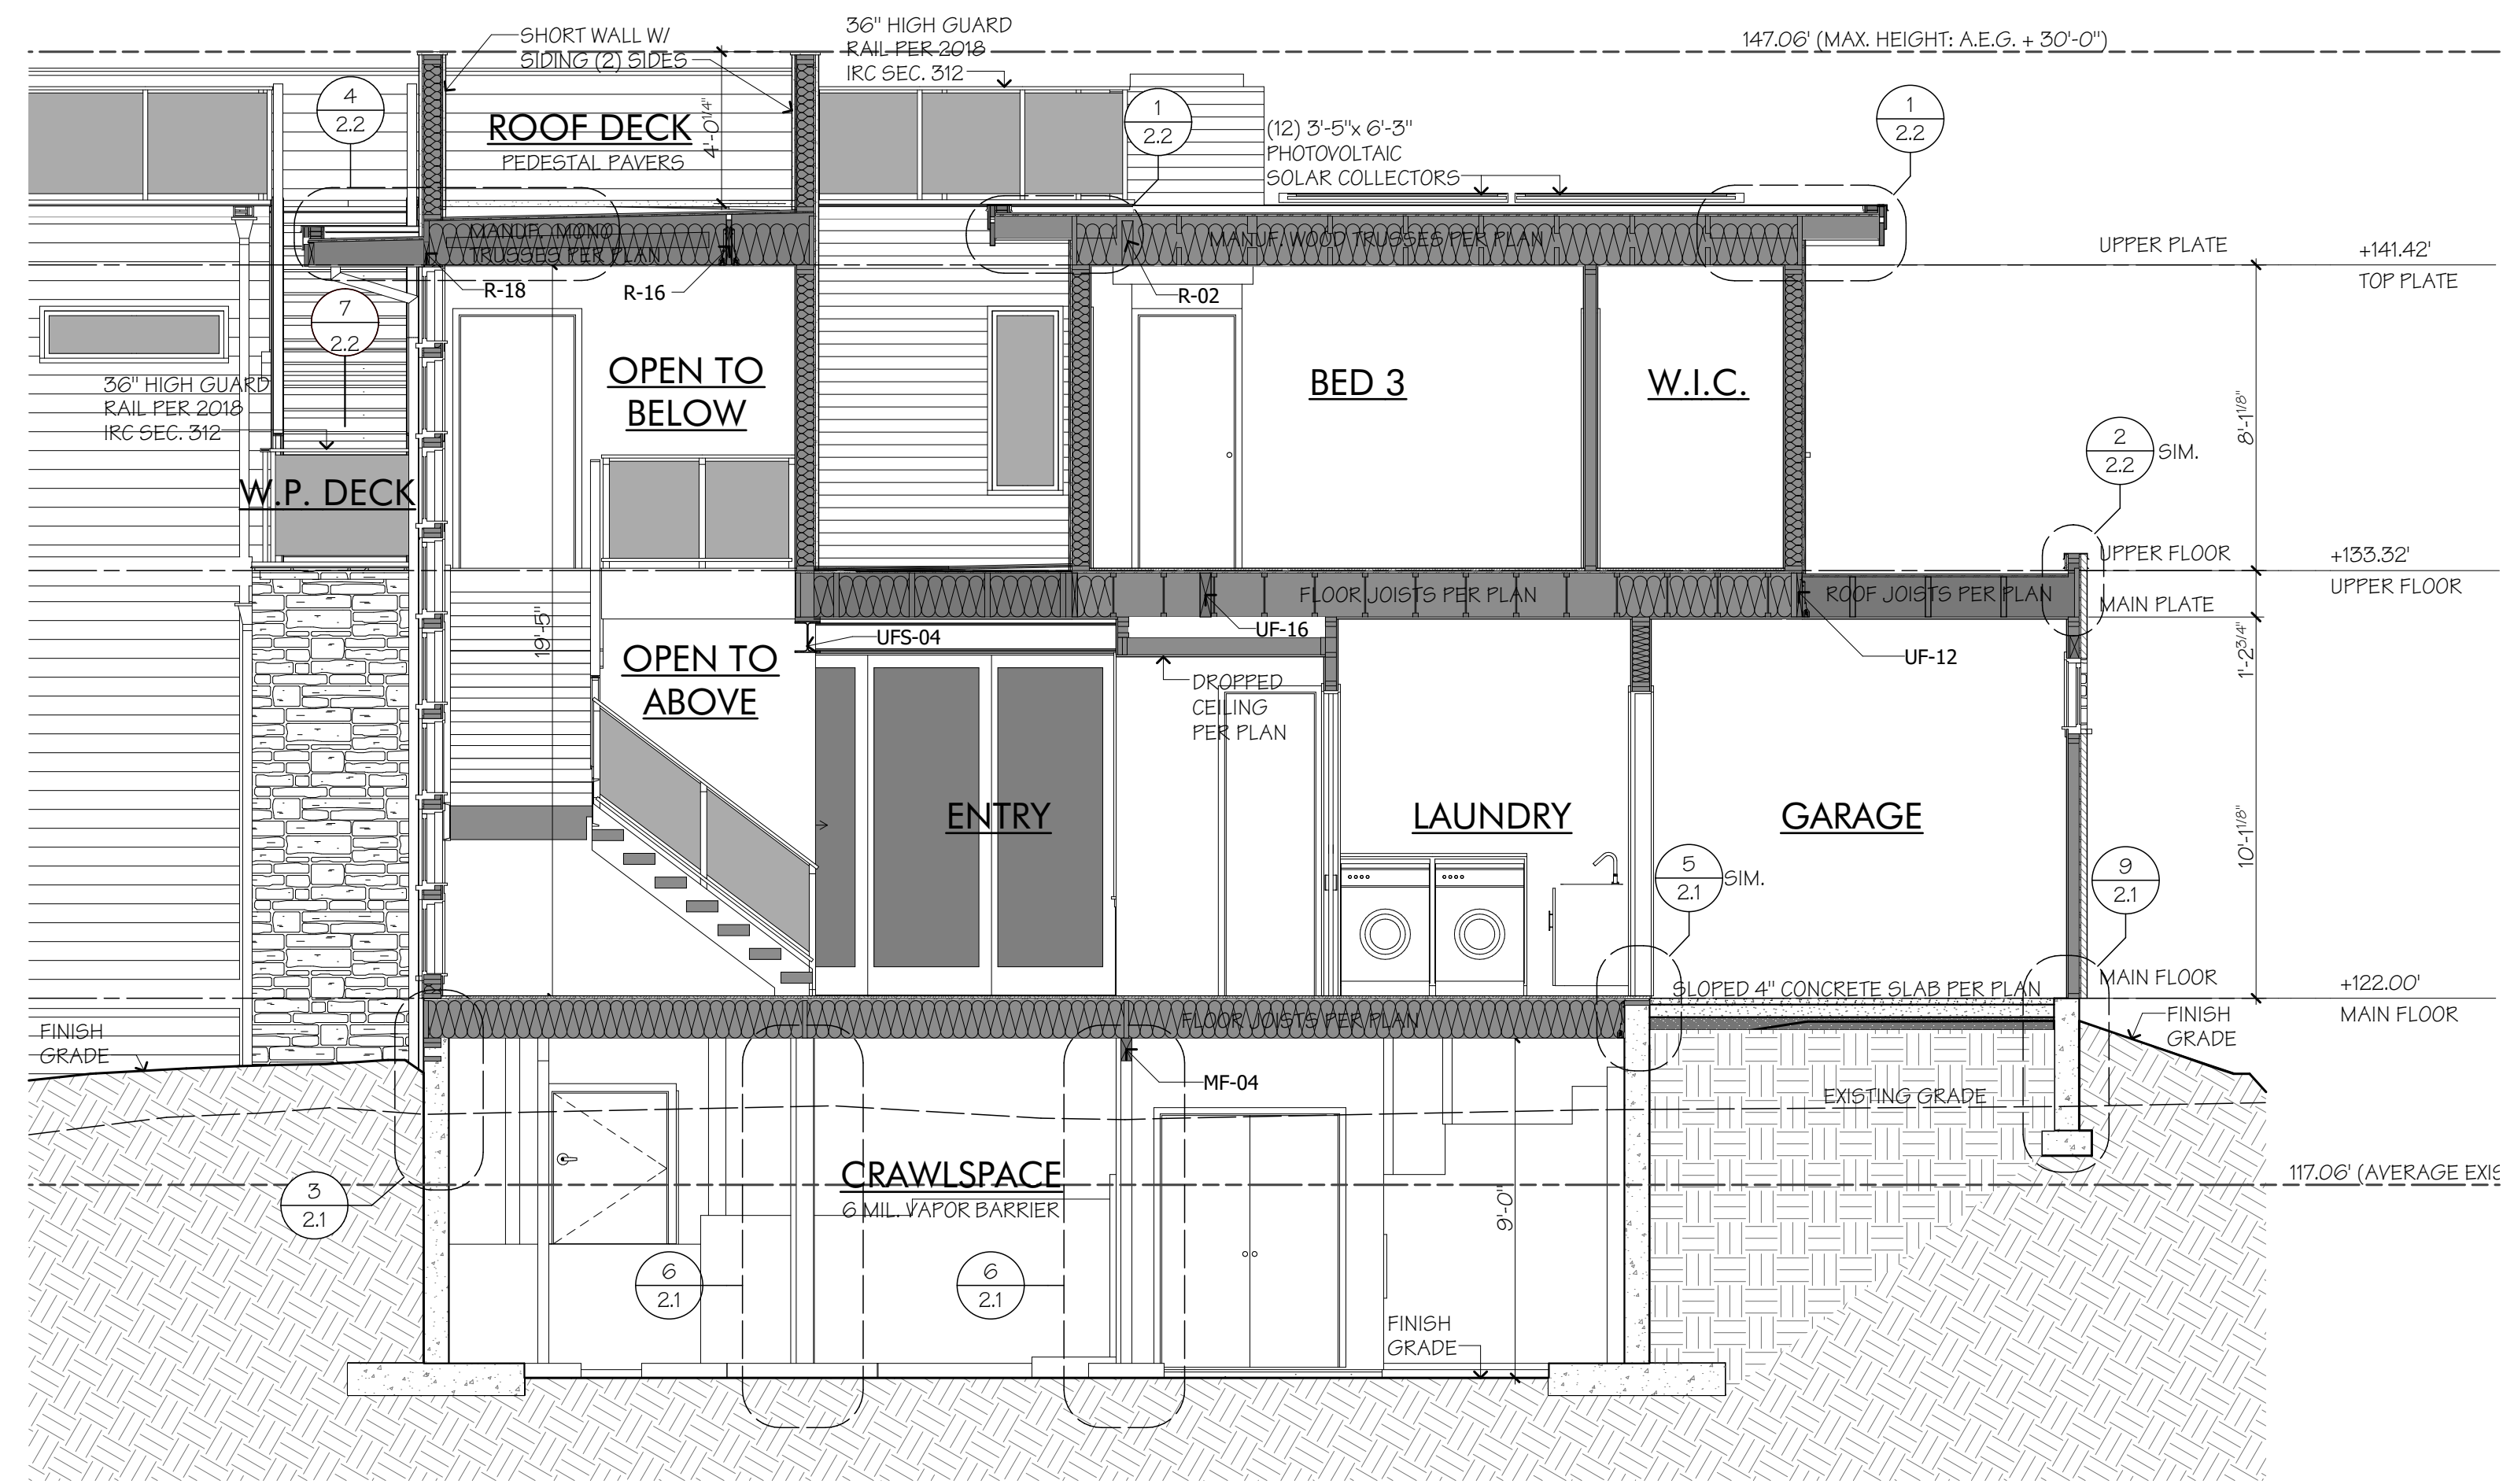 SHORT WALL W/
SIDING (2) SIDES
36" HIGH GUARD
RAIL PER 2018
IRC SEC. 312
147.06' (MAX. HEIGHT: A.E.G. + 30'-0")
4
2.2
ROOF DECK
PEDESTAL PAVERS
4'-0 1/4"
1
2.2
(12) 3'-5"x 6'-3"
PHOTOVOLTAIC
SOLAR COLLECTORS
1
2.2
MANUF. MONO
TRUSSES PER PLAN
MANUF. WOOD TRUSSES PER PLAN
UPPER PLATE
+141.42'
TOP PLATE
R-18
R-16
R-02
7
2.2
36" HIGH GUARD
RAIL PER 2018
IRC SEC. 312
OPEN TO
BELOW
BED 3
W.I.C.
8'-1 1/8"
2
2.2
SIM.
W.P. DECK
UPPER FLOOR
+133.32'
UPPER FLOOR
FLOOR JOISTS PER PLAN
ROOF JOISTS PER PLAN
MAIN PLATE
19'-5"
UFS-04
UF-16
UF-12
1'-2 3/4"
OPEN TO
ABOVE
DROPPED
CEILING
PER PLAN
ENTRY
LAUNDRY
GARAGE
10'-1 1/8"
5
2.1
SIM.
9
2.1
SLOPED 4" CONCRETE SLAB PER PLAN
MAIN FLOOR
+122.00'
MAIN FLOOR
FINISH
GRADE
FLOOR JOISTS PER PLAN
FINISH
GRADE
MF-04
EXISTING GRADE
CRAWLSPACE
6 MIL. VAPOR BARRIER
117.06' (AVERAGE EXIS
3
2.1
9'-0"
6
2.1
6
2.1
FINISH
GRADE